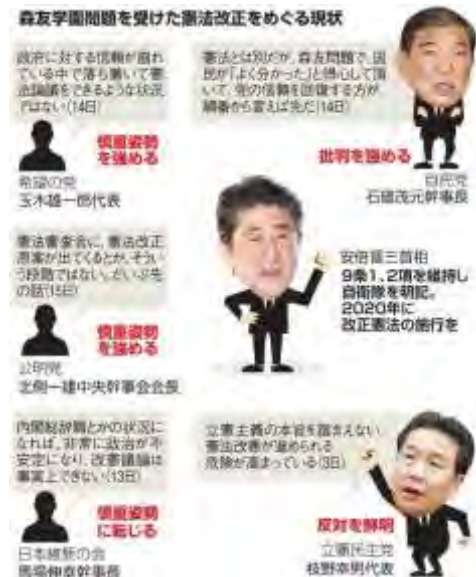 森友学園問題を受けた憲法改正をめぐる現状
政府に対する信頼が崩れ
ている中で落ち着いて憲
法論議をできるような状況
ではない(14日)
慎重姿勢
を強める
希望の党
玉木雄一郎代表
憲法とは別だが、森友問題で、国
民が「よく分かった」と得心して頂
いて、党の信頼を回復する方が
順番から言えば先だ(14日)
批判を強める
自民党
石破茂元幹事長
安倍晋三首相
9条1、2項を維持し
自衛隊を明記。
2020年に
改正憲法の施行を
憲法審査会に、憲法改正
原案が出てくるとか、そうい
う段階ではない。だいぶ先
の話(15日)
慎重姿勢
を強める
公明党
北側一雄中央幹事会会長
内閣総辞職とかの状況に
なれば、非常に政治が不
安定になり、改憲議論は
事実上できない(13日)
慎重姿勢
に転じる
日本維新の会
馬場伸幸幹事長
立憲主義の本旨を踏まえない
憲法改悪が進められる
危険が高まっている(3日)
反対を鮮明
立憲民主党
枝野幸男代表